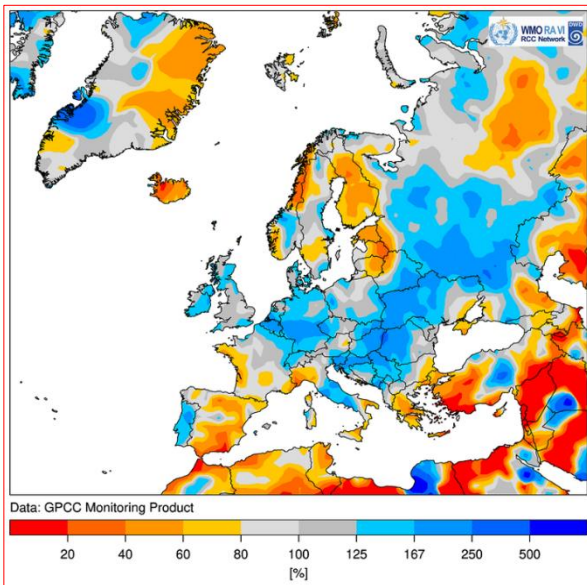 WMO RA VI
RCC Network
DWD
Data: GPCC Monitoring Product
20 40 60 80 100 125 167 250 500
[%]